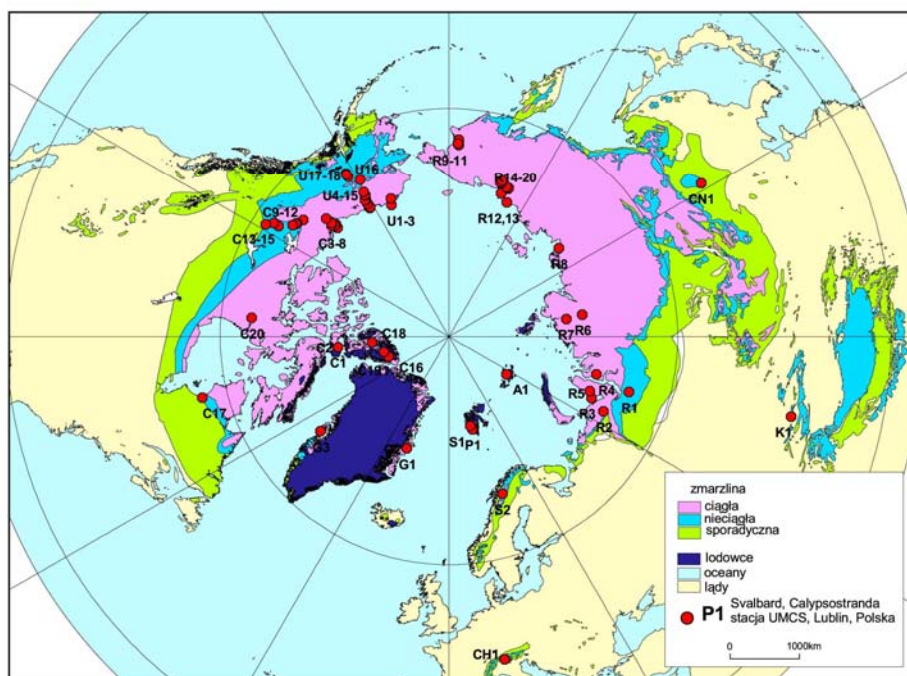 R9-11
U17-18
U16
R14-20
U4-15
CN1
C9-12
U1-3
R12,13
C13-15
C3-8
R8
C20
C18
R7
R6
C2
C1
C19
C16
A1
C17
R5
R4
R1
R3
R2
K1
S1
P1
G3
G1
S2
CH1
zmarzlina
ciągła
nieciągła
sporadyczna
lodowce
oceany
lądy
P1
Svalbard, Calypsostranda
stacja UMCS, Lublin, Polska
0
1000km